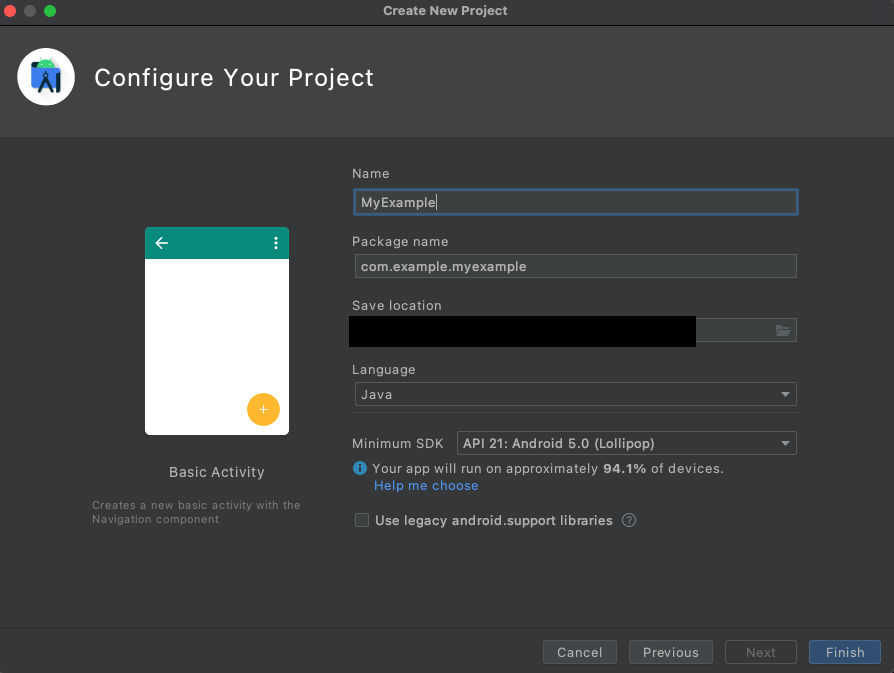 Create New Project
Configure Your Project
Name
MyExample
Package name
com.example.myexample
Save location
Language
Java
Minimum SDK API 21: Android 5.0 (Lollipop)
Your app will run on approximately 94.1% of devices.
Help me choose
Use legacy android.support libraries ?
Basic Activity
Creates a new basic activity with the
Navigation component
Cancel Previous Next Finish